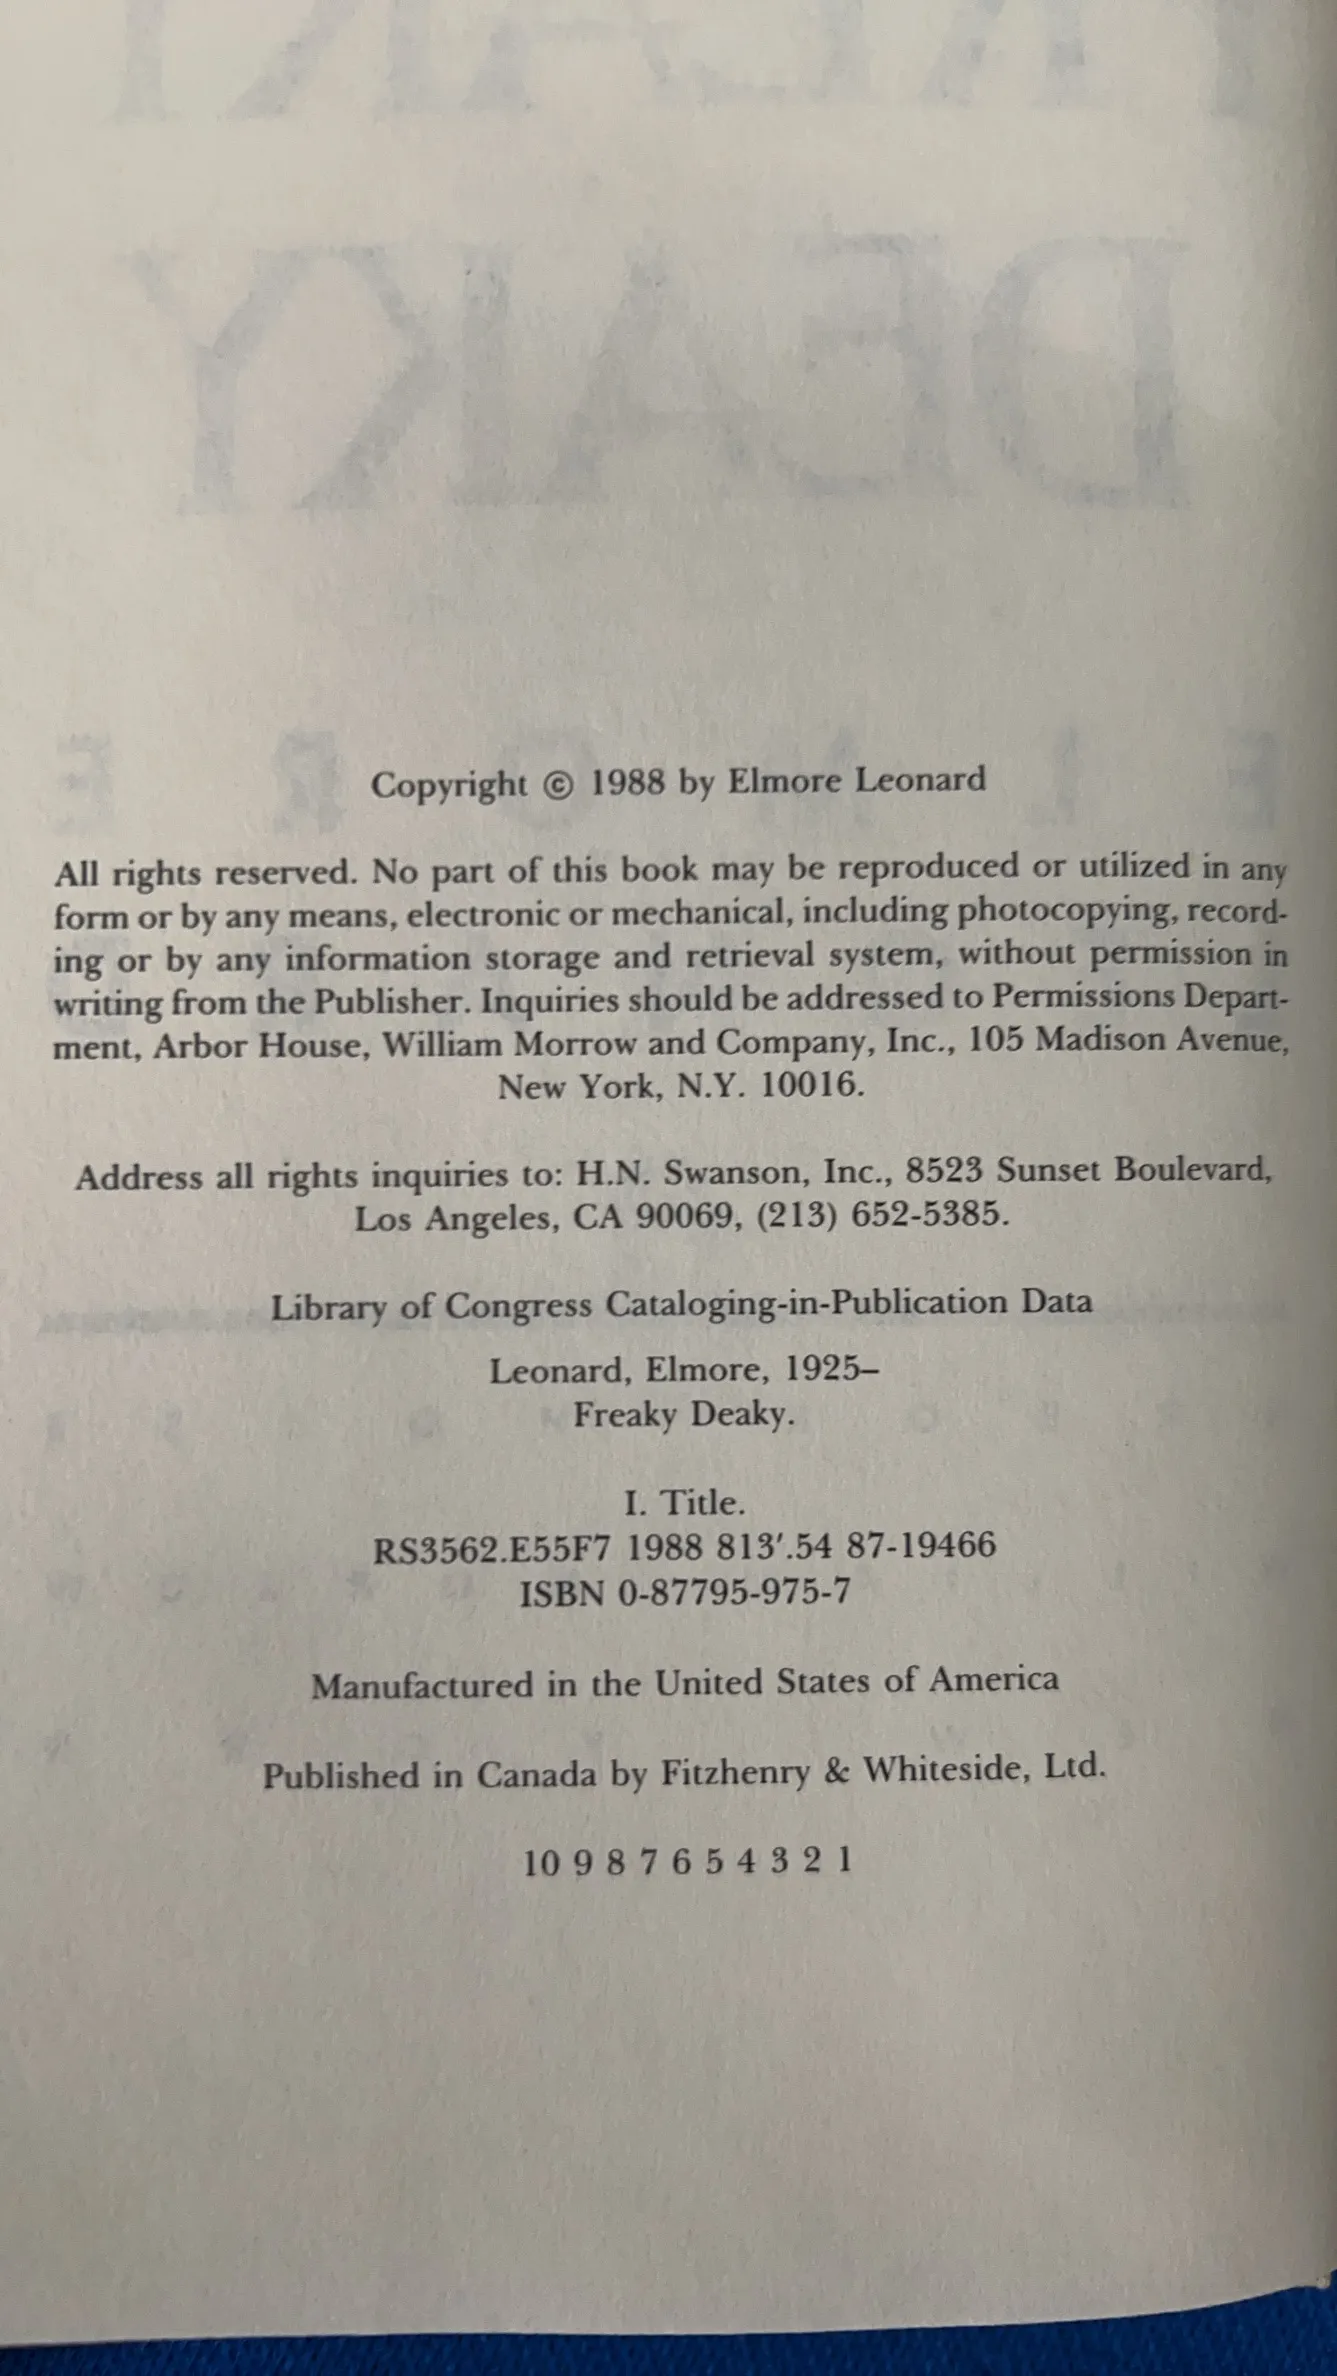 Copyright © 1988 by Elmore Leonard
All rights reserved. No part of this book may be reproduced or utilized in any
form or by any means, electronic or mechanical, including photocopying, record-
ing or by any information storage and retrieval system, without permission in
writing from the Publisher. Inquiries should be addressed to Permissions Depart-
ment, Arbor House, William Morrow and Company, Inc., 105 Madison Avenue,
New York, N.Y. 10016.
Address all rights inquiries to: H.N. Swanson, Inc., 8523 Sunset Boulevard,
Los Angeles, CA 90069, (213) 652-5385.
Library of Congress Cataloging-in-Publication Data
Leonard, Elmore, 1925–
Freaky Deaky.
I. Title.
RS3562.E55F7 1988 813′.54 87-19466
ISBN 0-87795-975-7
Manufactured in the United States of America
Published in Canada by Fitzhenry & Whiteside, Ltd.
10 9 8 7 6 5 4 3 2 1